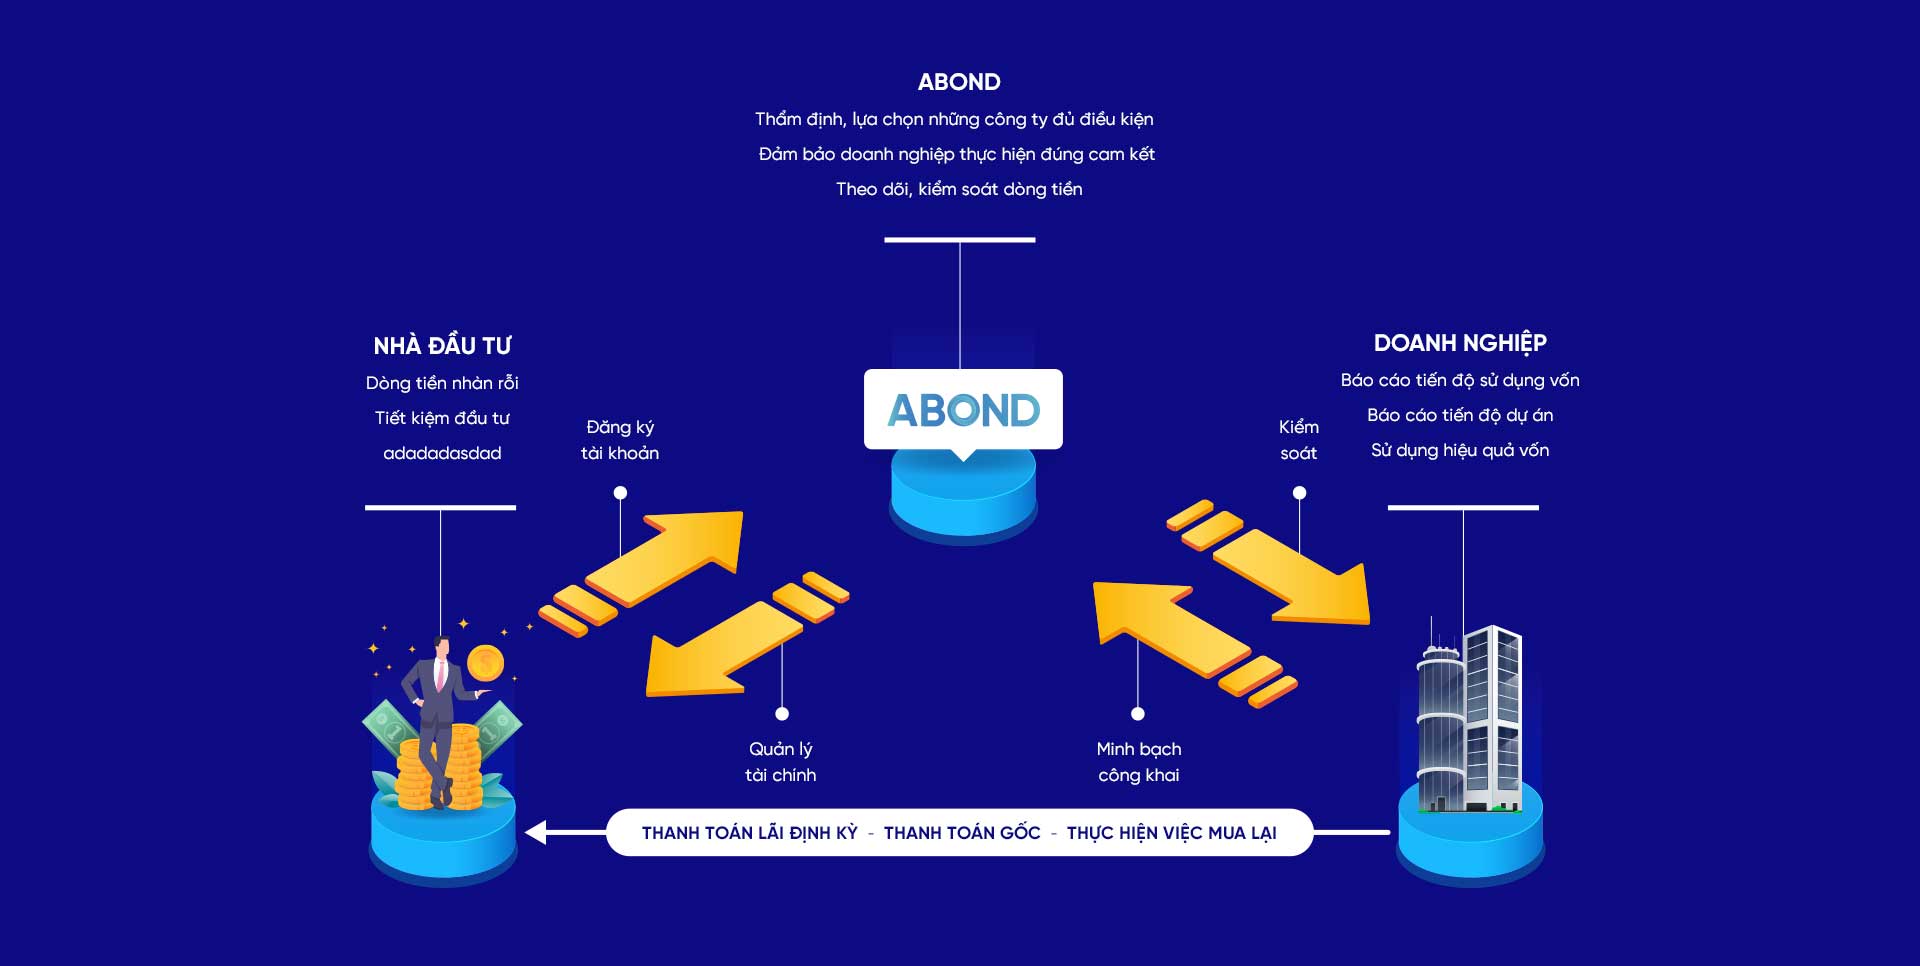 ABOND
Thẩm định, lựa chọn những công ty đủ điều kiện
Đảm bảo doanh nghiệp thực hiện đúng cam kết
Theo dõi, kiểm soát dòng tiền
NHÀ ĐẦU TƯ
Dòng tiền nhàn rỗi
Tiết kiệm đầu tư
adadadasdad
Đăng ký
tài khoản
ABOND
Kiểm
soát
DOANH NGHIỆP
Báo cáo tiến độ sử dụng vốn
Báo cáo tiến độ dự án
Sử dụng hiệu quả vốn
$
1
1
Quản lý
tài chính
Minh bạch
công khai
THANH TOÁN LÃI ĐỊNH KỲ - THANH TOÁN GỐC - THỰC HIỆN VIỆC MUA LẠI